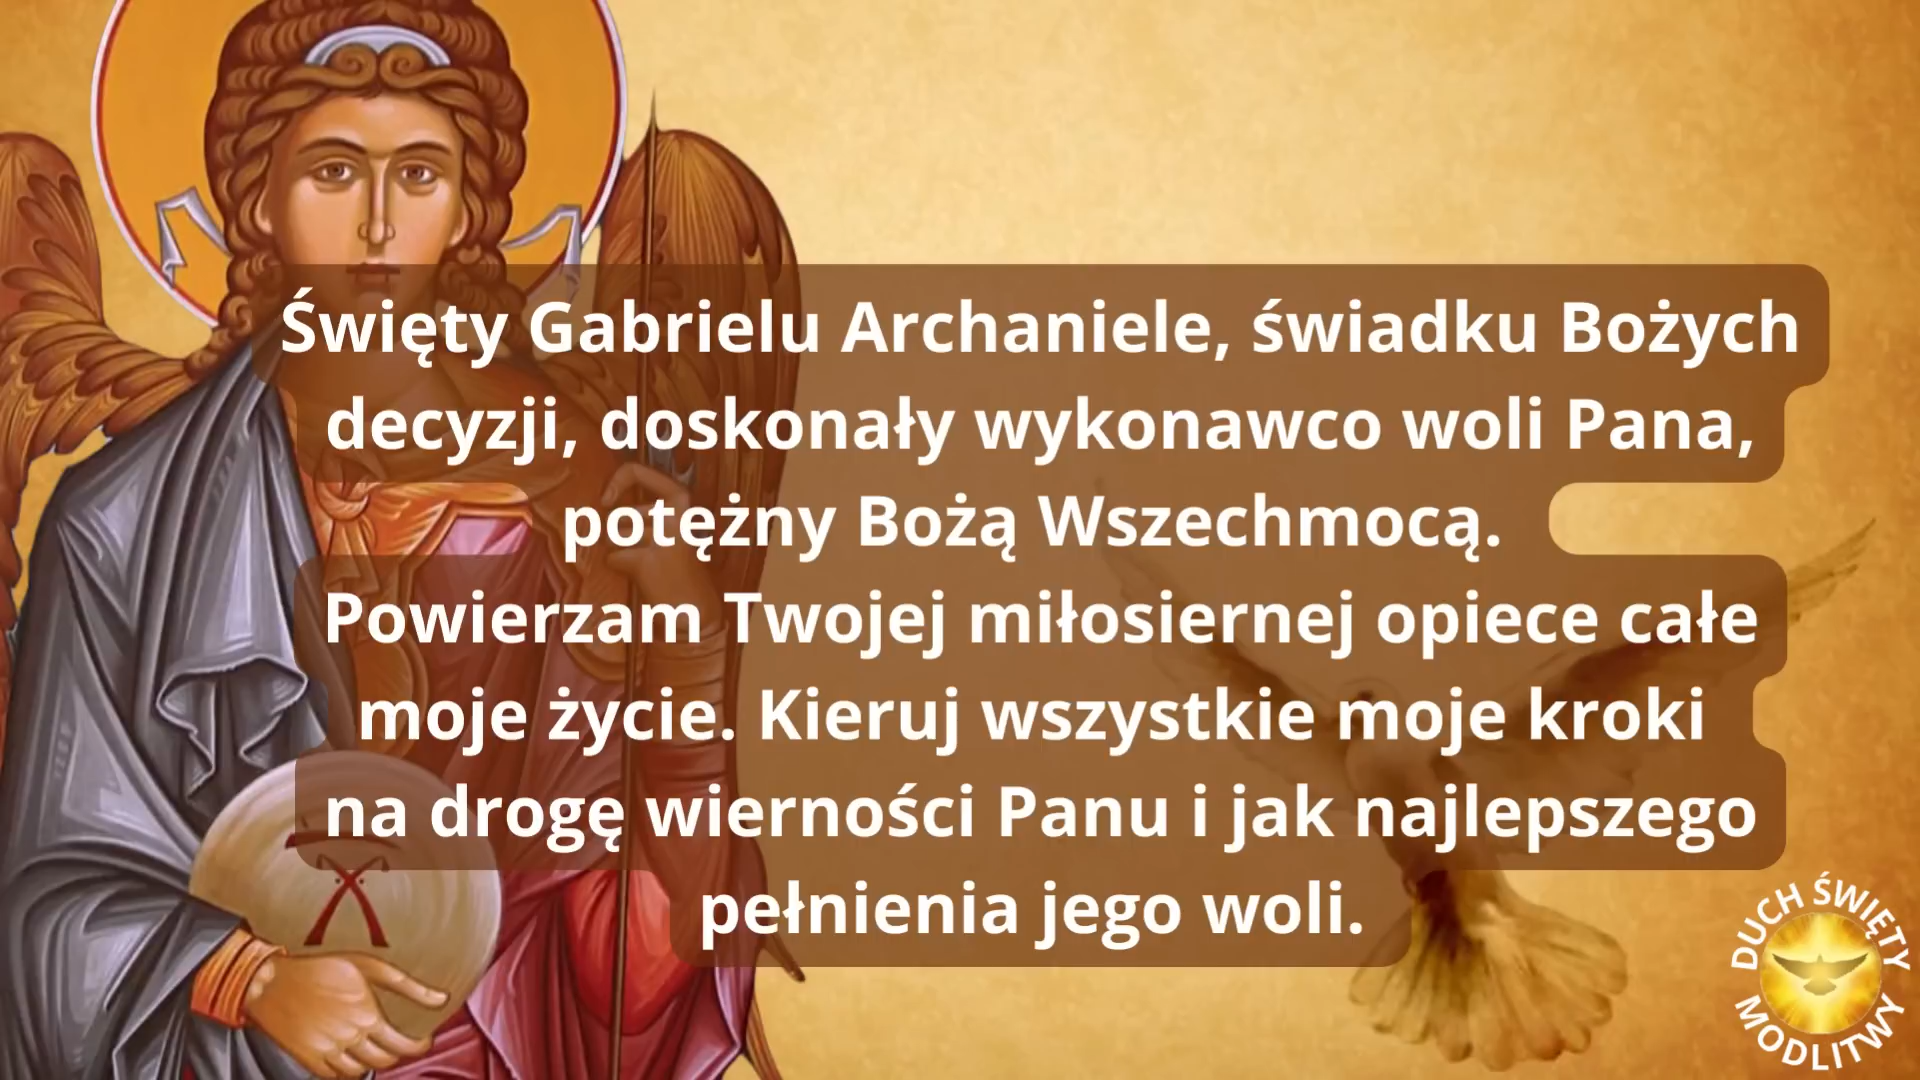 Święty Gabrielu Archaniele, świadku Bożych
decyzji, doskonały wykonawco woli Pana,
potężny Bożą Wszechmocą.
Powierzam Twojej miłosiernej opiece całe
moje życie. Kieruj wszystkie moje kroki
na drogę wierności Panu i jak najlepszego
pełnienia jego woli.
DUCH ŚWIĘTY
MODLITWY